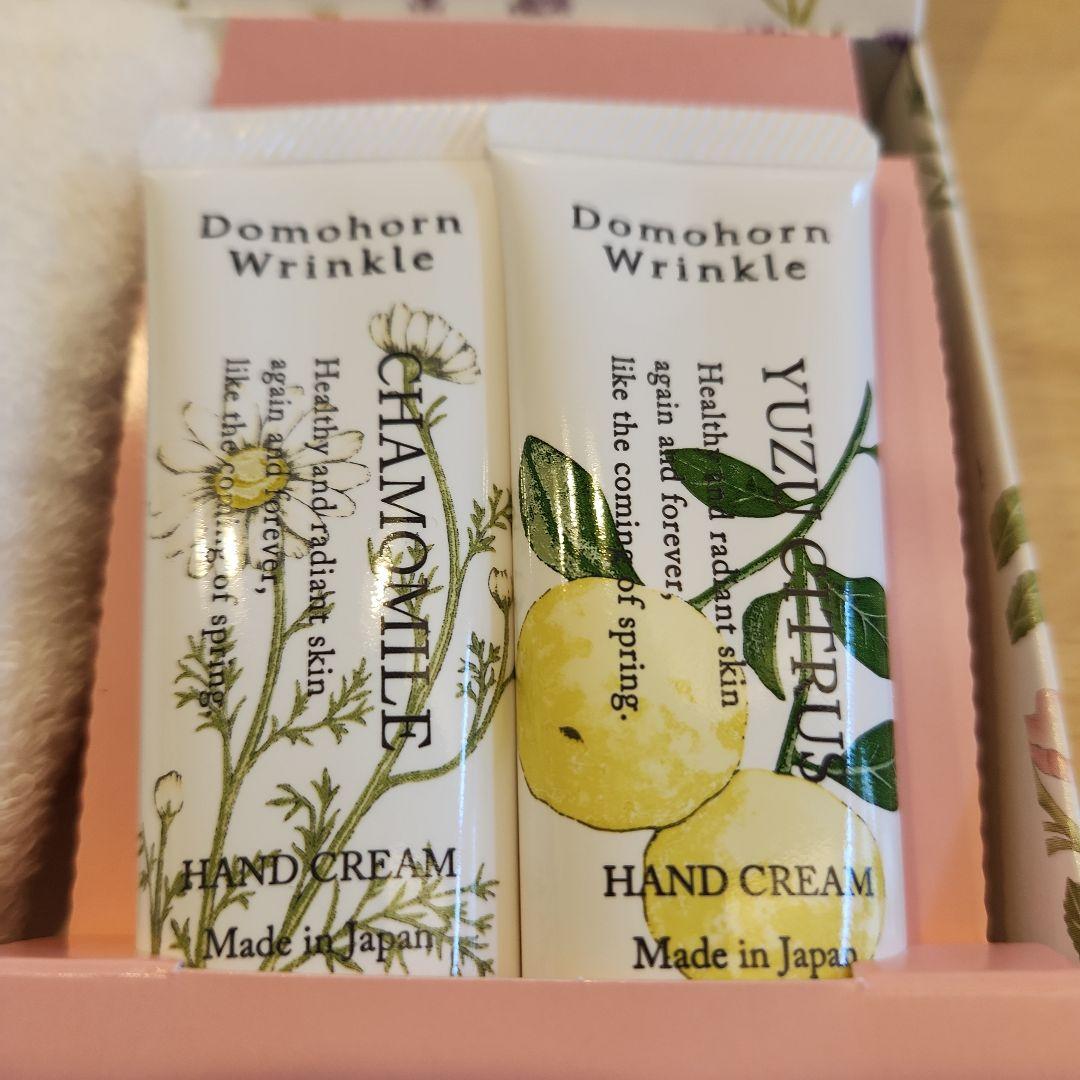 Domohorn
Wrinkle
CHAMOMILE
Healthy and radiant skin
again and forever,
like the coming of spring.
HAND CREAM
Made in Japan
Domohorn
Wrinkle
YUZU CITRUS
Healthy and radiant skin
again and forever,
like the coming of spring.
HAND CREAM
Made in Japan